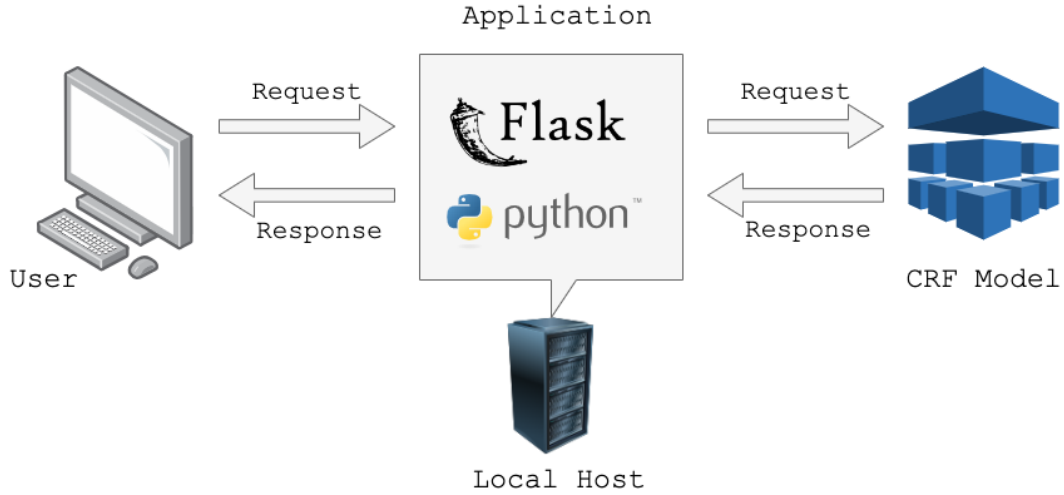 Application
Request
Request
Flask
python™
Response
Response
User
CRF Model
Local Host